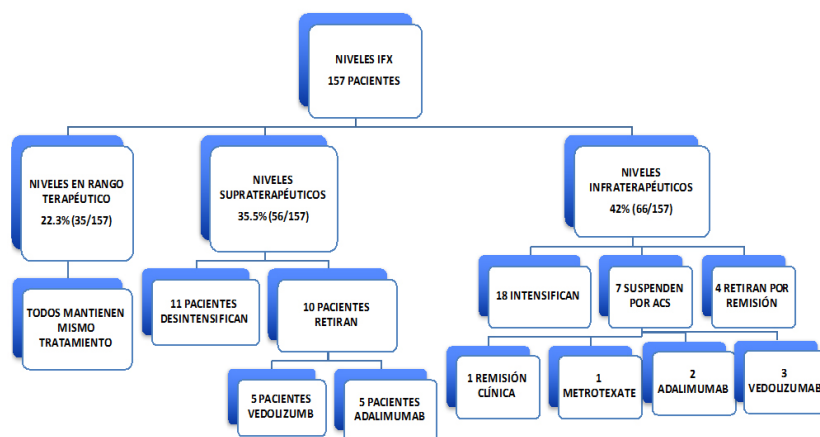 NIVELES IFX
157 PACIENTES
NIVELES EN RANGO
TERAPÉUTICO
22.3% (35/157)
NIVELES
SUPRATERAPÉUTICOS
35.5% (56/157)
NIVELES
INFRATERAPÉUTICOS
42% (66/157)
TODOS MANTIENEN
MISMO
TRATAMIENTO
11 PACIENTES
DESINTENSIFICAN
10 PACIENTES
RETIRAN
18 INTENSIFICAN
7 SUSPENDEN
POR ACS
4 RETIRAN POR
REMISIÓN
5 PACIENTES
VEDOLIZUMB
5 PACIENTES
ADALIMUMAB
1 REMISIÓN
CLÍNICA
1
METROTEXATE
2
ADALIMUMAB
3
VEDOLIZUMAB